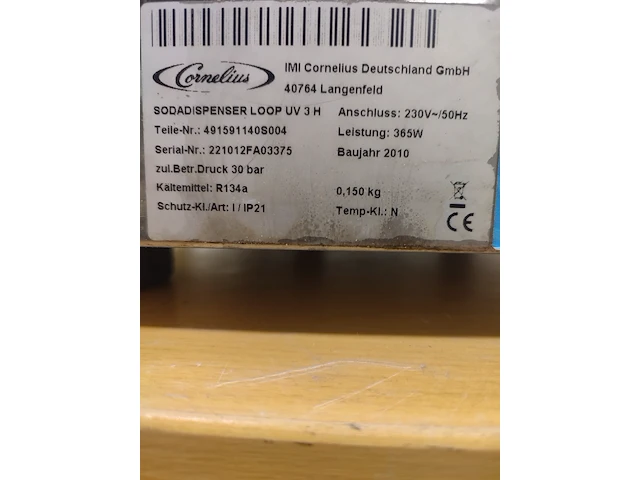 Cornelius
IMI Cornelius Deutschland GmbH
40764 Langenfeld
SODADISPENSER LOOP UV 3 H Anschluss: 230V~/50Hz
Teile-Nr.: 491591140S004 Leistung: 365W
Serial-Nr.: 221012FA03375 Baujahr 2010
zul.Betr.Druck 30 bar
Kältemittel: R134a 0,150 kg
Schutz-Kl./Art: I / IP21 Temp-Kl.: N
CE